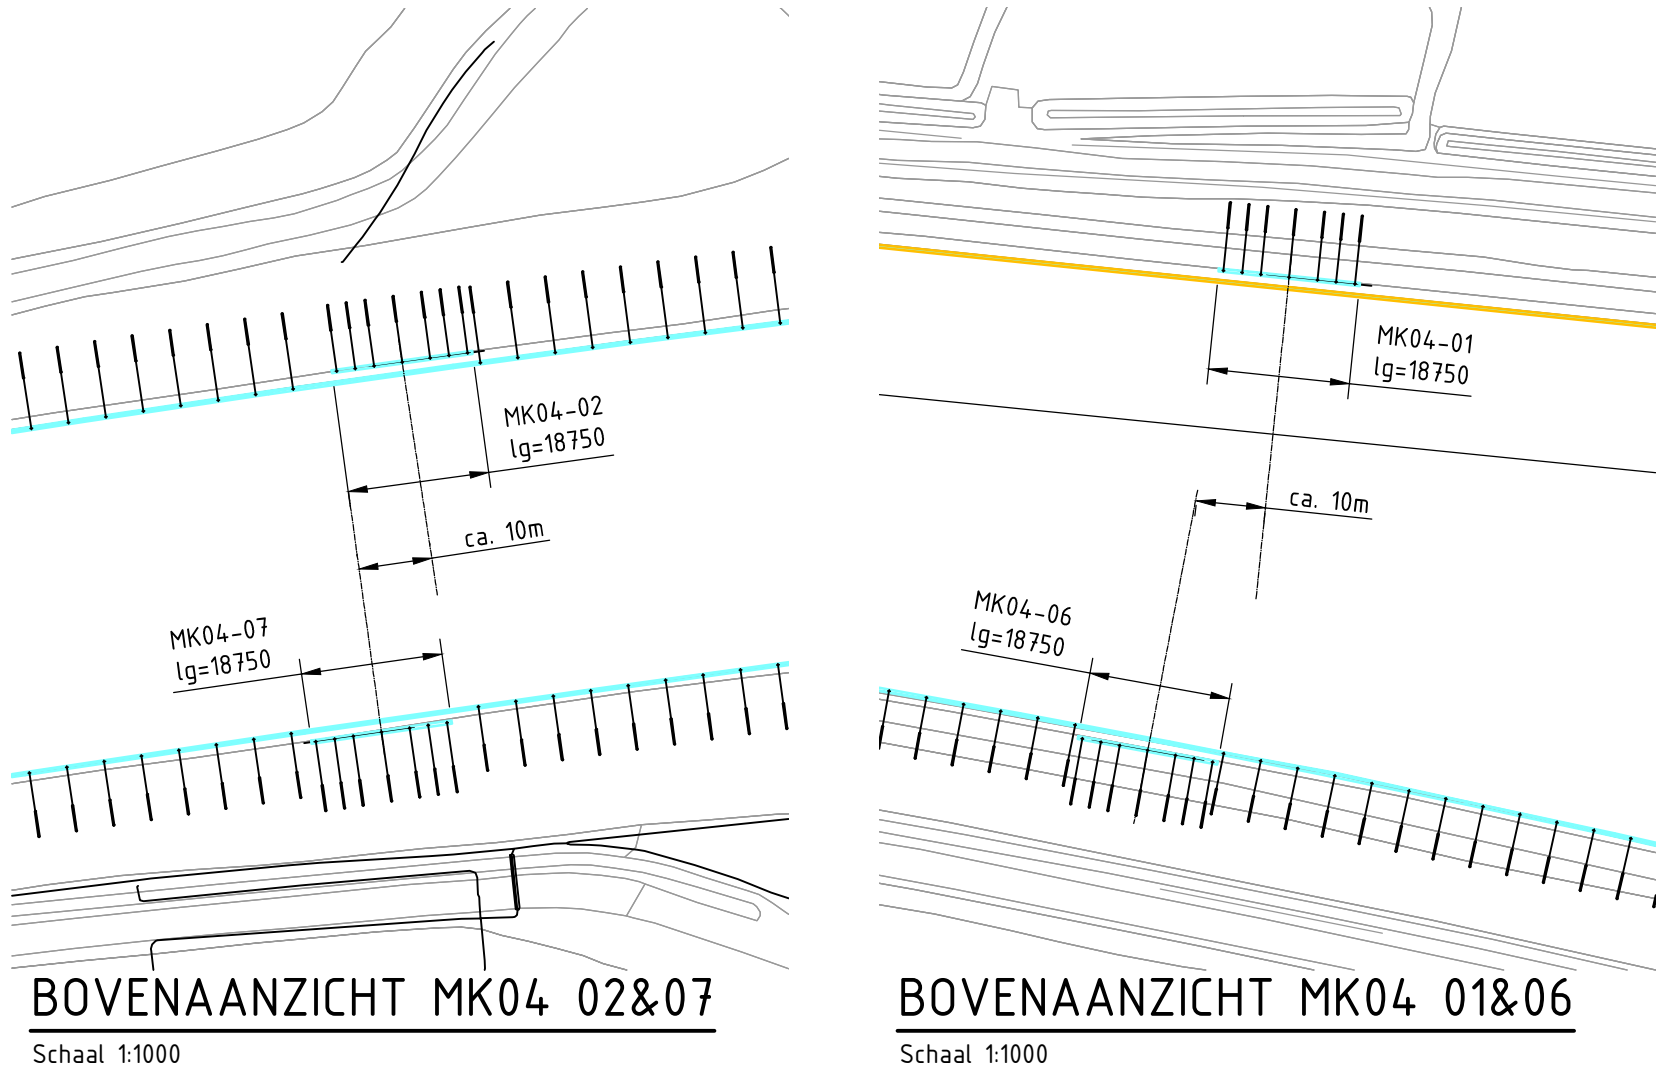 MK04-02
lg=18750
ca. 10m
MK04-07
lg=18750
BOVENAANZICHT MK04 02&07
Schaal 1:1000
MK04-01
lg=18750
ca. 10m
MK04-06
lg=18750
BOVENAANZICHT MK04 01&06
Schaal 1:1000